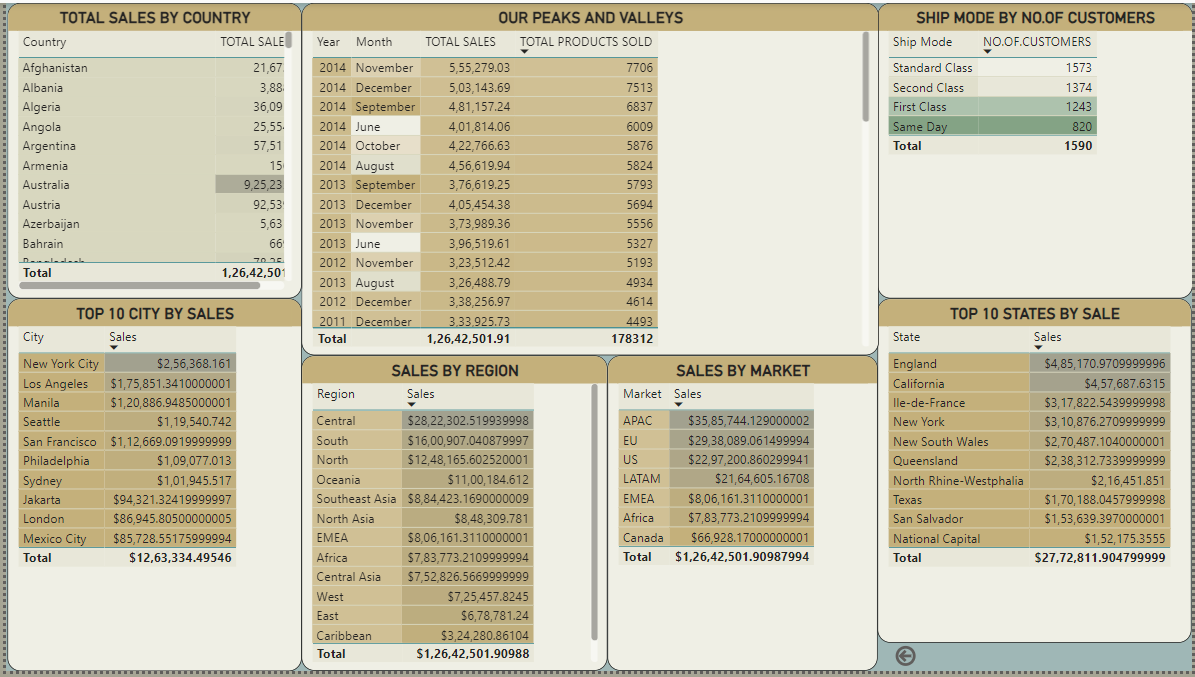 TOTAL SALES BY COUNTRY
Country TOTAL SALE
Afghanistan 21,67
Albania 3,88
Algeria 36,09
Angola 25,55
Argentina 57,51
Armenia 15
Australia 9,25,23
Austria 92,53
Azerbaijan 5,63
Bahrain 66
Total 1,26,42,501
OUR PEAKS AND VALLEYS
Year Month TOTAL SALES TOTAL PRODUCTS SOLD
2014 November 5,55,279.03 7706
2014 December 5,03,143.69 7513
2014 September 4,81,157.24 6837
2014 June 4,01,814.06 6009
2014 October 4,22,766.63 5876
2014 August 4,56,619.94 5824
2013 September 3,76,619.25 5793
2013 December 4,05,454.38 5694
2013 November 3,73,989.36 5556
2013 June 3,96,519.61 5327
2012 November 3,23,512.42 5193
2013 August 3,26,488.79 4934
2012 December 3,38,256.97 4614
2011 December 3,33,925.73 4493
Total 1,26,42,501.91 178312
SHIP MODE BY NO.OF CUSTOMERS
Ship Mode NO.OF.CUSTOMERS
Standard Class 1573
Second Class 1374
First Class 1243
Same Day 820
Total 1590
TOP 10 CITY BY SALES
City Sales
New York City $2,56,368.161
Los Angeles $1,75,851.3410000001
Manila $1,20,886.9485000001
Seattle $1,19,540.742
San Francisco $1,12,669.0919999999
Philadelphia $1,09,077.013
Sydney $1,01,945.517
Jakarta $94,321.32419999997
London $86,945.80500000005
Mexico City $85,728.55175999994
Total $12,63,334.49546
SALES BY REGION
Region Sales
Central $28,22,302.519939998
South $16,00,907.040879997
North $12,48,165.602520001
Oceania $11,00,184.612
Southeast Asia $8,84,423.1690000009
North Asia $8,48,309.781
EMEA $8,06,161.3110000001
Africa $7,83,773.2109999994
Central Asia $7,52,826.5669999999
West $7,25,457.8245
East $6,78,781.24
Caribbean $3,24,280.86104
Total $1,26,42,501.90988
SALES BY MARKET
Market Sales
APAC $35,85,744.129000002
EU $29,38,089.061499994
US $22,97,200.860299941
LATAM $21,64,605.16708
EMEA $8,06,161.3110000001
Africa $7,83,773.2109999994
Canada $66,928.17000000001
Total $1,26,42,501.90987994
TOP 10 STATES BY SALE
State Sales
England $4,85,170.9709999996
California $4,57,687.6315
Ile-de-France $3,17,822.5439999998
New York $3,10,876.2709999999
New South Wales $2,70,487.1040000001
Queensland $2,38,312.7339999999
North Rhine-Westphalia $2,16,451.851
Texas $1,70,188.0457999998
San Salvador $1,53,639.3970000001
National Capital $1,52,175.3555
Total $27,72,811.904799999